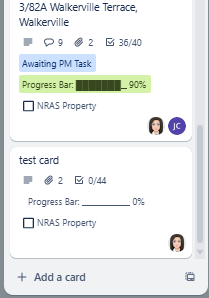 3/82A Walkerville Terrace,
Walkerville
9 2 36/40
Awaiting PM Task
Progress Bar: ███████__ 90%
NRAS Property
JC
test card
2 0/44
Progress Bar: __________ 0%
NRAS Property
+ Add a card